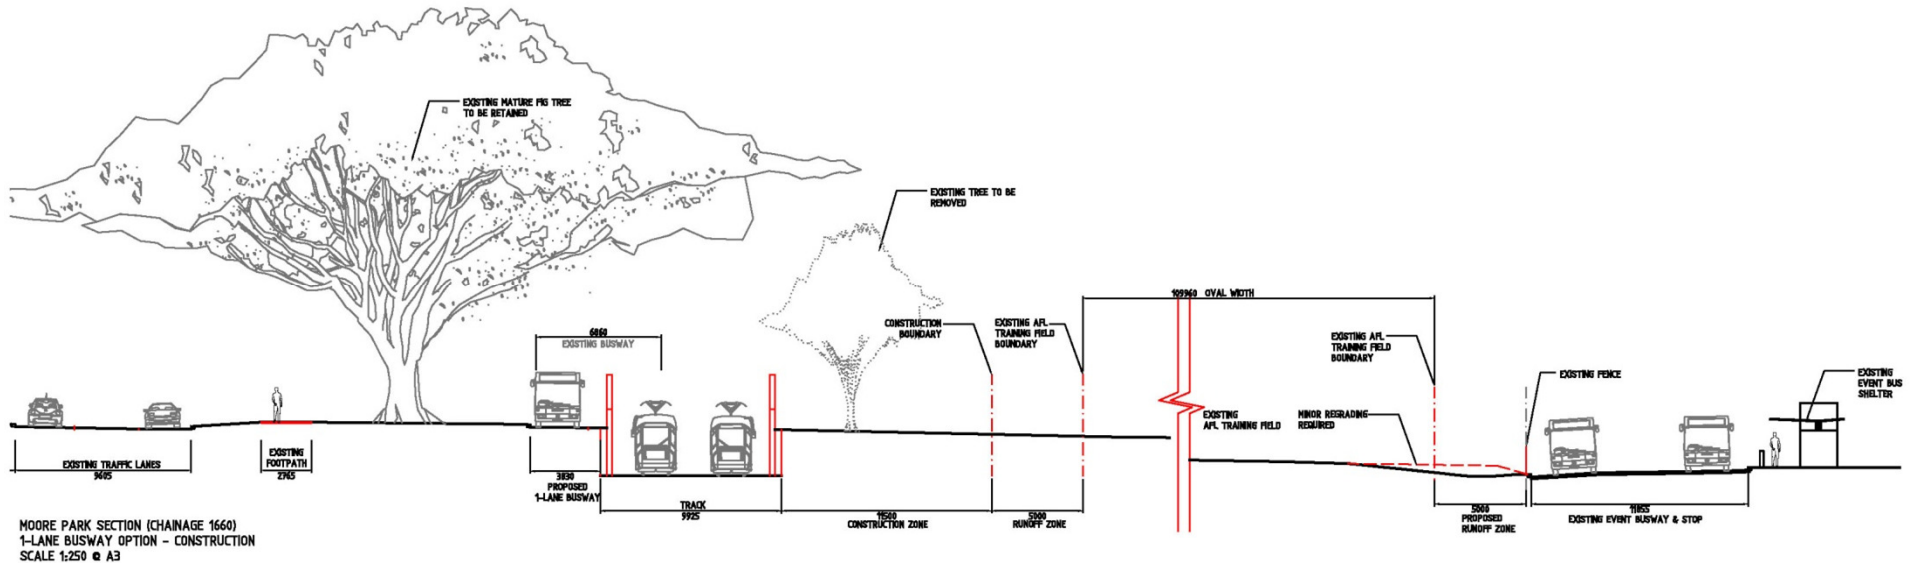 EXISTING MATURE FIG TREE
TO BE RETAINED
EXISTING TREE TO BE
REMOVED
109960 OVAL WIDTH
6060
EXISTING BUSWAY
CONSTRUCTION
BOUNDARY
EXISTING AFL
TRAINING FIELD
BOUNDARY
EXISTING AFL
TRAINING FIELD
BOUNDARY
EXISTING FENCE
EXISTING
EVENT BUS
SHELTER
EXISTING
AFL TRAINING FIELD
MINOR REGRADING
REQUIRED
EXISTING TRAFFIC LANES
9605
EXISTING
FOOTPATH
2765
3830
PROPOSED
1-LANE BUSWAY
TRACK
9925
11500
CONSTRUCTION ZONE
5000
RUNOFF ZONE
5000
PROPOSED
RUNOFF ZONE
11855
EXISTING EVENT BUSWAY & STOP
MOORE PARK SECTION (CHAINAGE 1660)
1-LANE BUSWAY OPTION - CONSTRUCTION
SCALE 1:250 @ A3